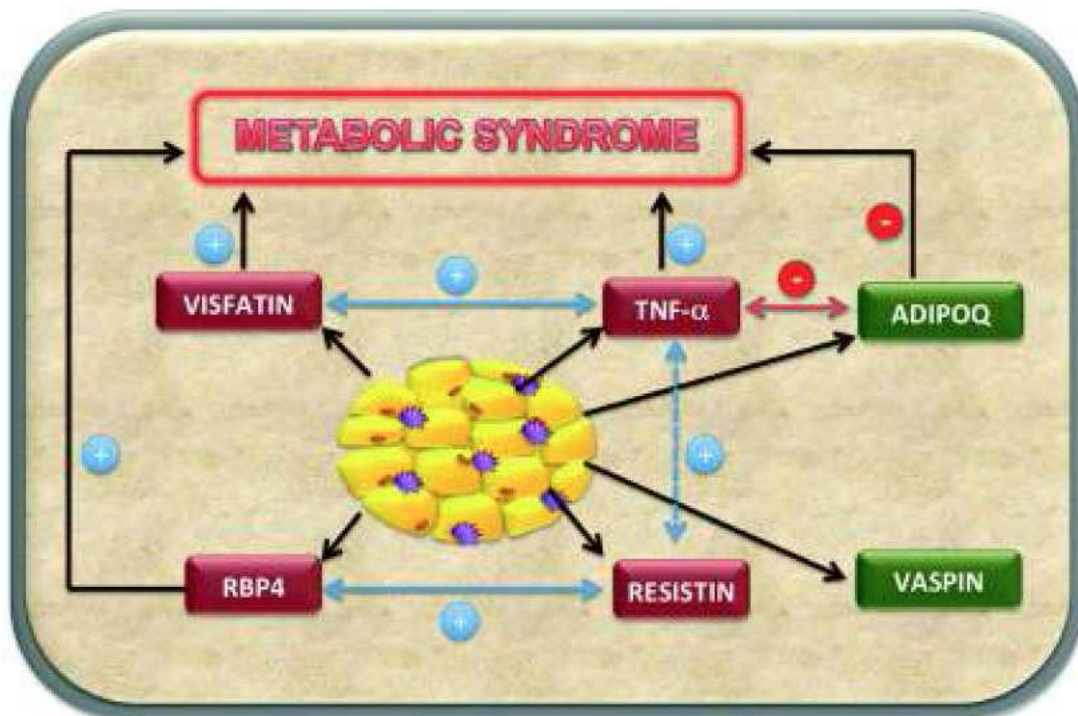 METABOLIC SYNDROME
+
+
-
+
-
VISFATIN
TNF-α
ADIPOQ
+
+
RBP4
RESISTIN
VASPIN
+